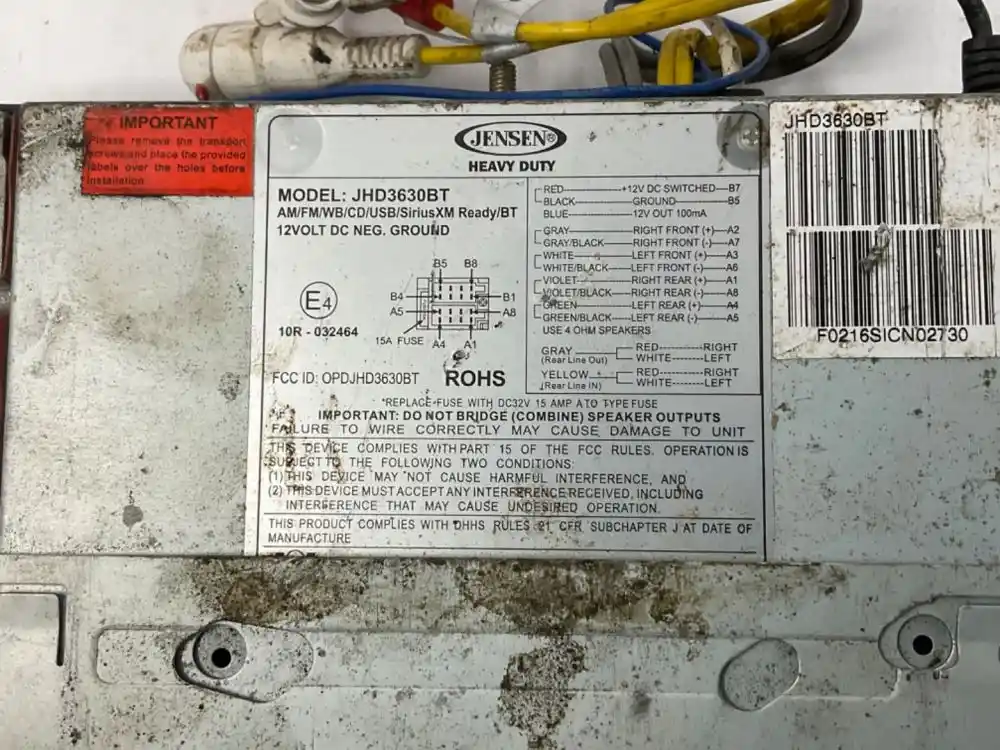 IMPORTANT
Please remove the transport
screws and place the provided
labels over the holes before
installation.
JENSEN®
HEAVY DUTY
MODEL: JHD3630BT
AM/FM/WB/CD/USB/SiriusXM Ready/BT
12VOLT DC NEG. GROUND
B5 B8
B4 B1
A5 A8
15A FUSE A4 A1
E4
10R - 032464
FCC ID: OPDJHD3630BT ROHS
RED +12V DC SWITCHED B7
BLACK GROUND B5
BLUE 12V OUT 100mA
GRAY RIGHT FRONT (+) A2
GRAY/BLACK RIGHT FRONT (-) A7
WHITE LEFT FRONT (+) A3
WHITE/BLACK LEFT FRONT (-) A6
VIOLET RIGHT REAR (+) A1
VIOLET/BLACK RIGHT REAR (-) A8
GREEN LEFT REAR (+) A4
GREEN/BLACK LEFT REAR (-) A5
USE 4 OHM SPEAKERS
GRAY RED RIGHT
(Rear Line Out) WHITE LEFT
YELLOW RED RIGHT
(Rear Line IN) WHITE LEFT
*REPLACE FUSE WITH DC32V 15 AMP ATO TYPE FUSE
IMPORTANT: DO NOT BRIDGE (COMBINE) SPEAKER OUTPUTS
FAILURE TO WIRE CORRECTLY MAY CAUSE DAMAGE TO UNIT
THIS DEVICE COMPLIES WITH PART 15 OF THE FCC RULES. OPERATION IS
SUBJECT TO THE FOLLOWING TWO CONDITIONS:
(1) THIS DEVICE MAY NOT CAUSE HARMFUL INTERFERENCE, AND
(2) THIS DEVICE MUST ACCEPT ANY INTERFERENCE RECEIVED, INCLUDING
INTERFERENCE THAT MAY CAUSE UNDESIRED OPERATION.
THIS PRODUCT COMPLIES WITH DHHS RULES 21 CFR SUBCHAPTER J AT DATE OF
MANUFACTURE
JHD3630BT
F0216SICN02730